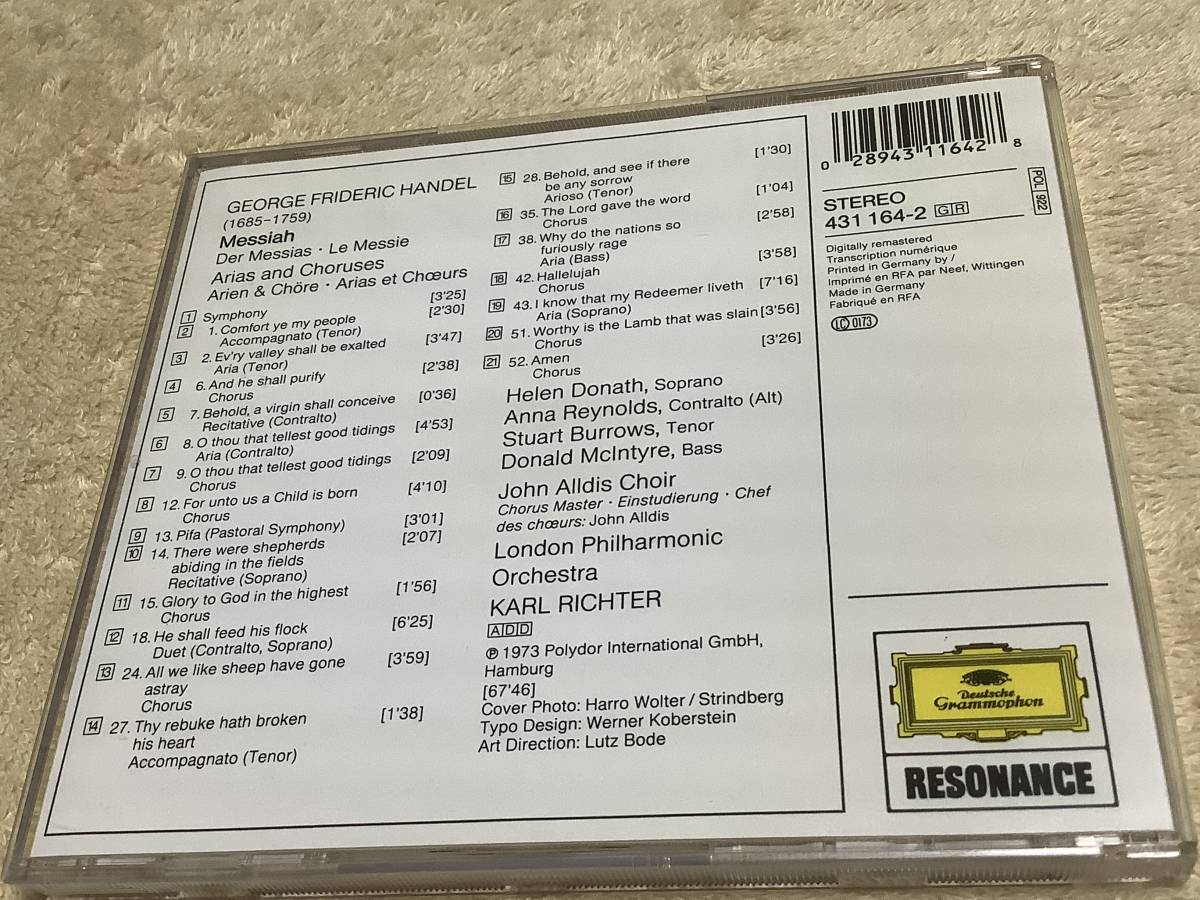 GEORGE FRIDERIC HANDEL
(1685-1759)
Messiah
Der Messias · Le Messie
Arias and Choruses
Arien & Chöre · Arias et Chœurs
1 Symphony [3'25]
2 1. Comfort ye my people [2'30]
Accompagnato (Tenor)
3 2. Ev'ry valley shall be exalted [3'47]
Aria (Tenor)
4 6. And he shall purify [2'38]
Chorus
5 7. Behold, a virgin shall conceive [0'36]
Recitative (Contralto)
6 8. O thou that tellest good tidings [4'53]
Aria (Contralto)
7 9. O thou that tellest good tidings [2'09]
Chorus
8 12. For unto us a Child is born [4'10]
Chorus
9 13. Pifa (Pastoral Symphony) [3'01]
10 14. There were shepherds [2'07]
abiding in the fields
Recitative (Soprano)
11 15. Glory to God in the highest [1'56]
Chorus
12 18. He shall feed his flock [6'25]
Duet (Contralto, Soprano)
13 24. All we like sheep have gone [3'59]
astray
Chorus
14 27. Thy rebuke hath broken [1'38]
his heart
Accompagnato (Tenor)
15 28. Behold, and see if there [1'30]
be any sorrow
Arioso (Tenor)
16 35. The Lord gave the word [1'04]
Chorus
17 38. Why do the nations so [2'58]
furiously rage
Aria (Bass)
18 42. Hallelujah [3'58]
Chorus
19 43. I know that my Redeemer liveth [7'16]
Aria (Soprano)
20 51. Worthy is the Lamb that was slain [3'56]
Chorus
21 52. Amen [3'26]
Chorus
Helen Donath, Soprano
Anna Reynolds, Contralto (Alt)
Stuart Burrows, Tenor
Donald McIntyre, Bass
John Alldis Choir
Chorus Master · Einstudierung · Chef
des chœurs: John Alldis
London Philharmonic
Orchestra
KARL RICHTER
ADD
℗ 1973 Polydor International GmbH,
Hamburg
[67'46]
Cover Photo: Harro Wolter / Strindberg
Typo Design: Werner Koberstein
Art Direction: Lutz Bode
0 28943 11642 8
STEREO
431 164-2 GR
POL 922
Digitally remastered
Transcription numérique
Printed in Germany by /
Imprimé en RFA par Neef, Wittingen
Made in Germany
Fabriqué en RFA
LC 0173
Deutsche
Grammophon
RESONANCE